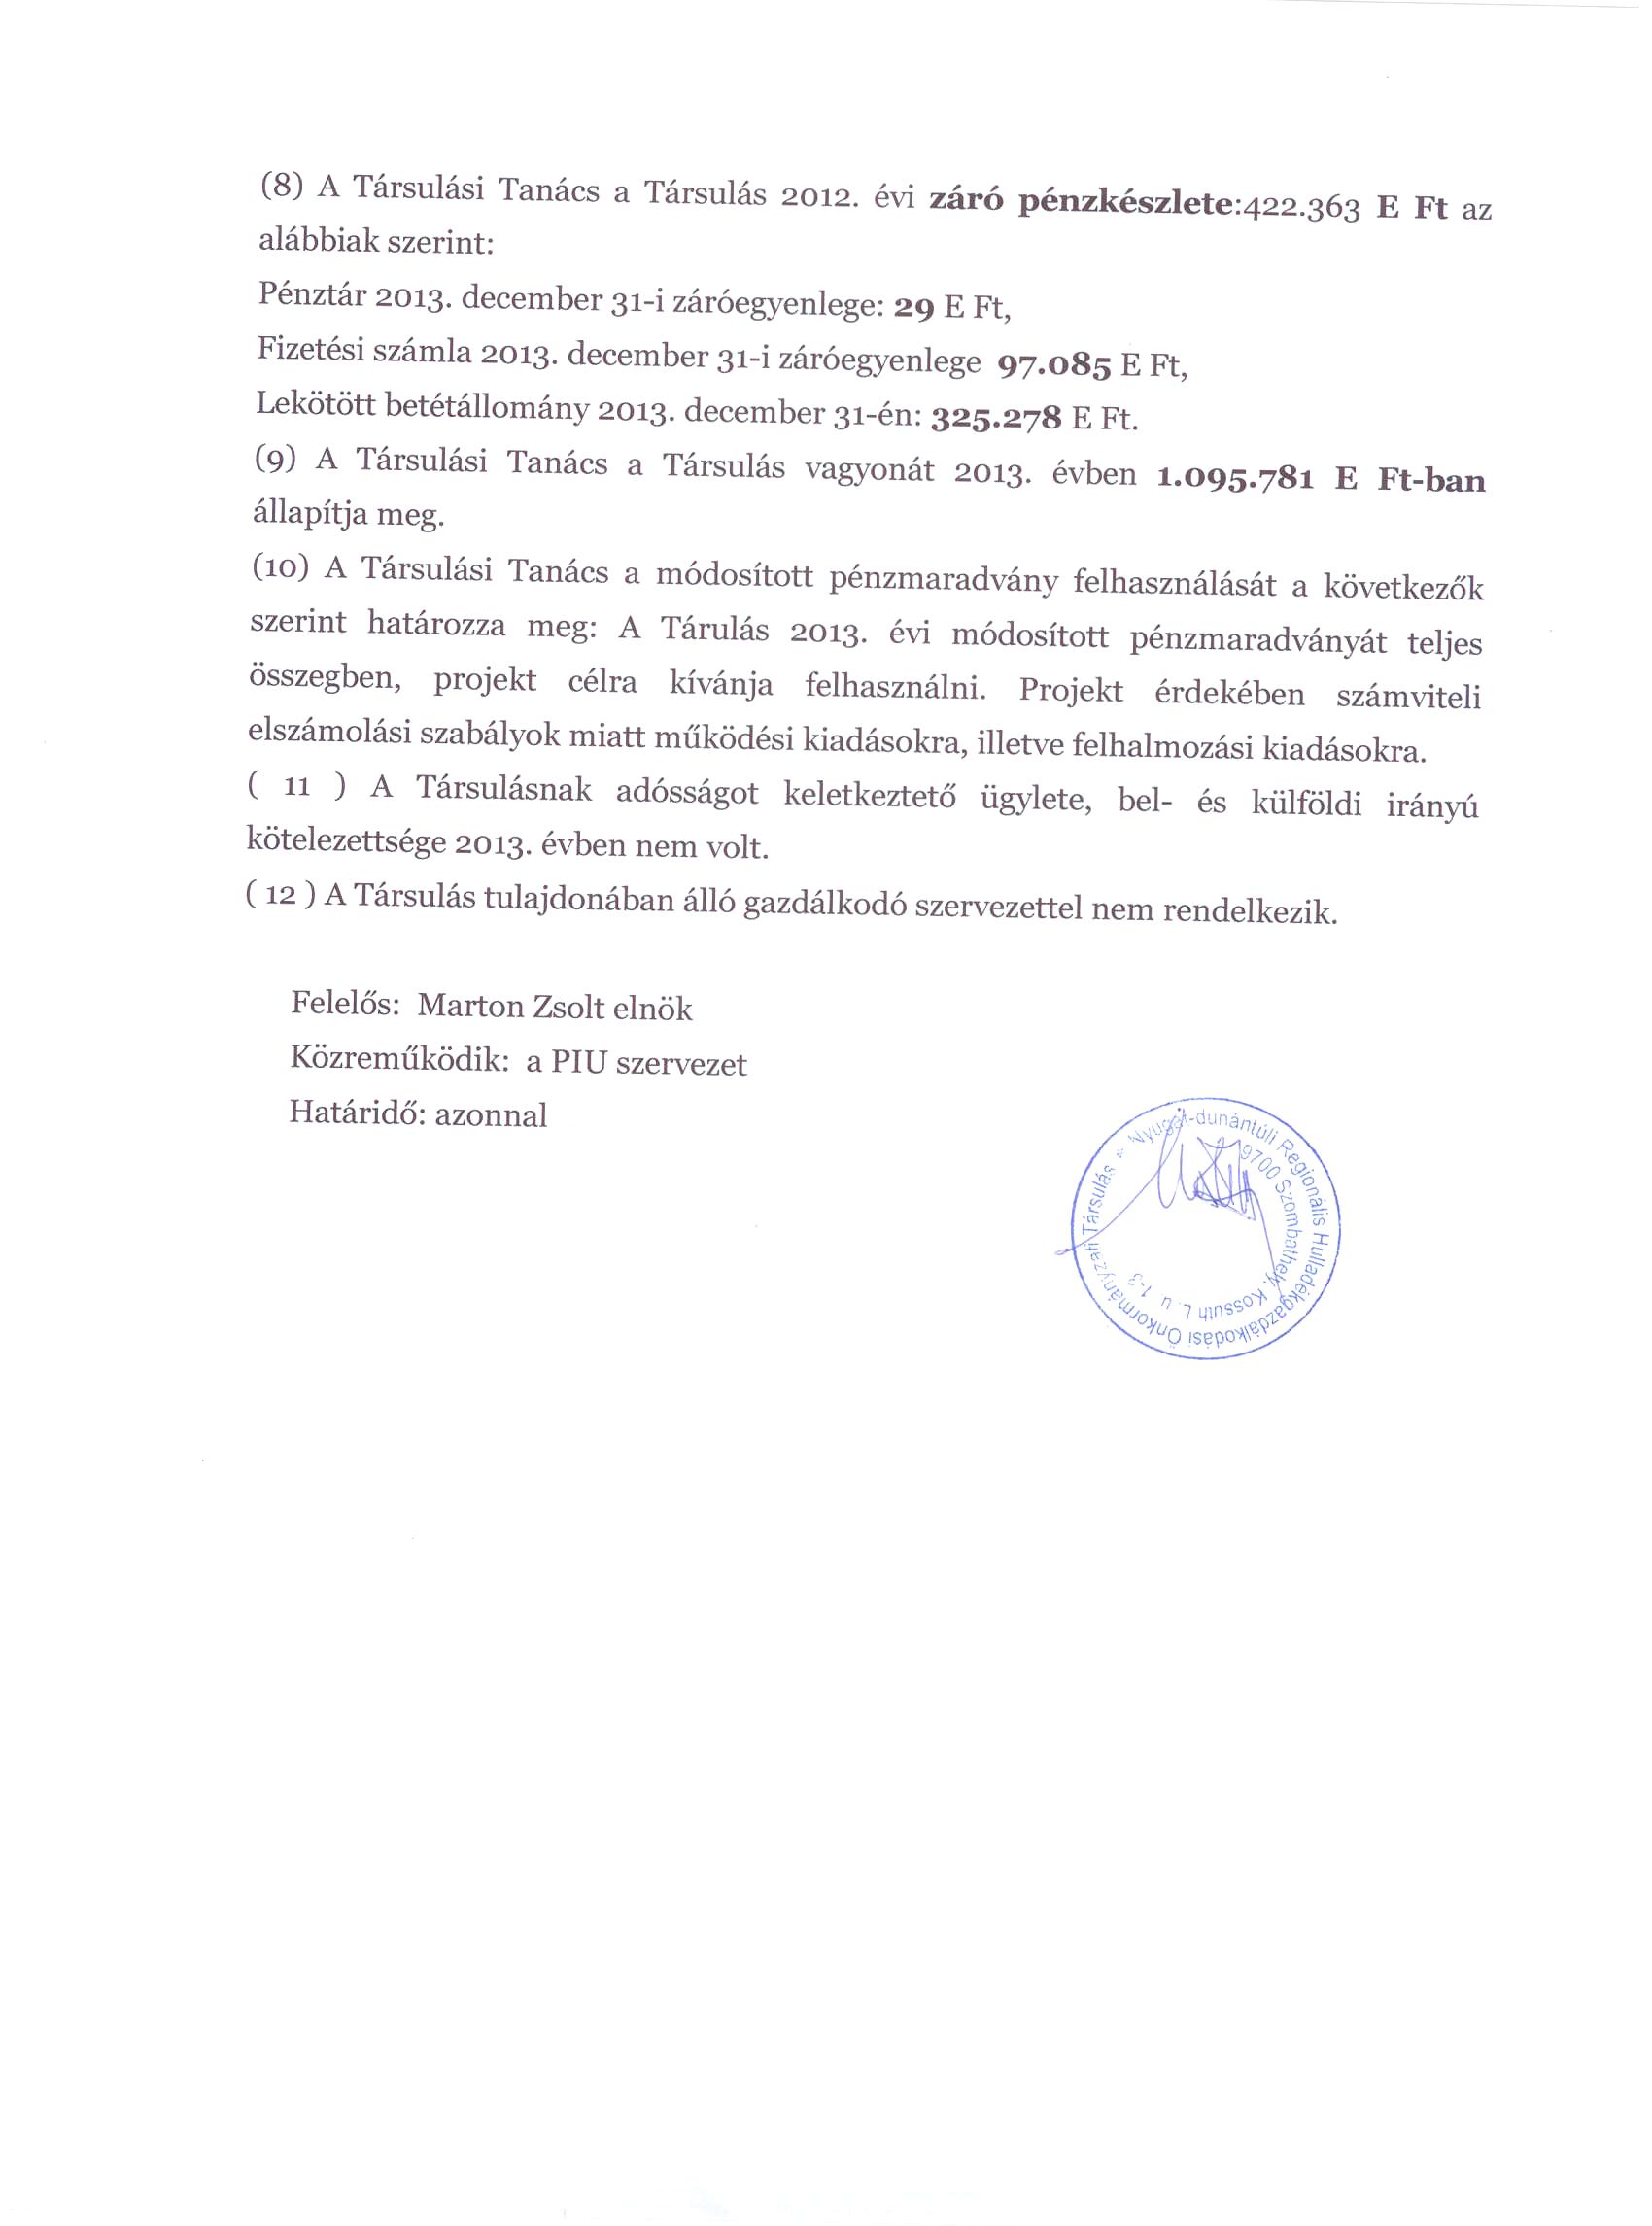 (8) A Társulási Tanács a Társulás 2012. évi záró pénzkészlete:422.363 E Ft az
alábbiak szerint:
Pénztár 2013. december 31-i záróegyenlege: 29 E Ft,
Fizetési számla 2013. december 31-i záróegyenlege 97.085 E Ft,
Lekötött betétállomány 2013. december 31-én: 325.278 E Ft.
(9) A Társulási Tanács a Társulás vagyonát 2013. évben 1.095.781 E Ft-ban
állapítja meg.
(10) A Társulási Tanács a módosított pénzmaradvány felhasználását a következők
szerint határozza meg: A Tárulás 2013. évi módosított pénzmaradványát teljes
összegben, projekt célra kívánja felhasználni. Projekt érdekében számviteli
elszámolási szabályok miatt működési kiadásokra, illetve felhalmozási kiadásokra.
( 11 ) A Társulásnak adósságot keletkeztető ügylete, bel- és külföldi irányú
kötelezettsége 2013. évben nem volt.
( 12 ) A Társulás tulajdonában álló gazdálkodó szervezettel nem rendelkezik.
Felelős: Marton Zsolt elnök
Közreműködik: a PIU szervezet
Határidő: azonnal
Nyugat-dunántúli Regionális Hulladékgazdálkodási Önkormányzati Társulás
9700 Szombathely, Kossuth L. u. 1-3